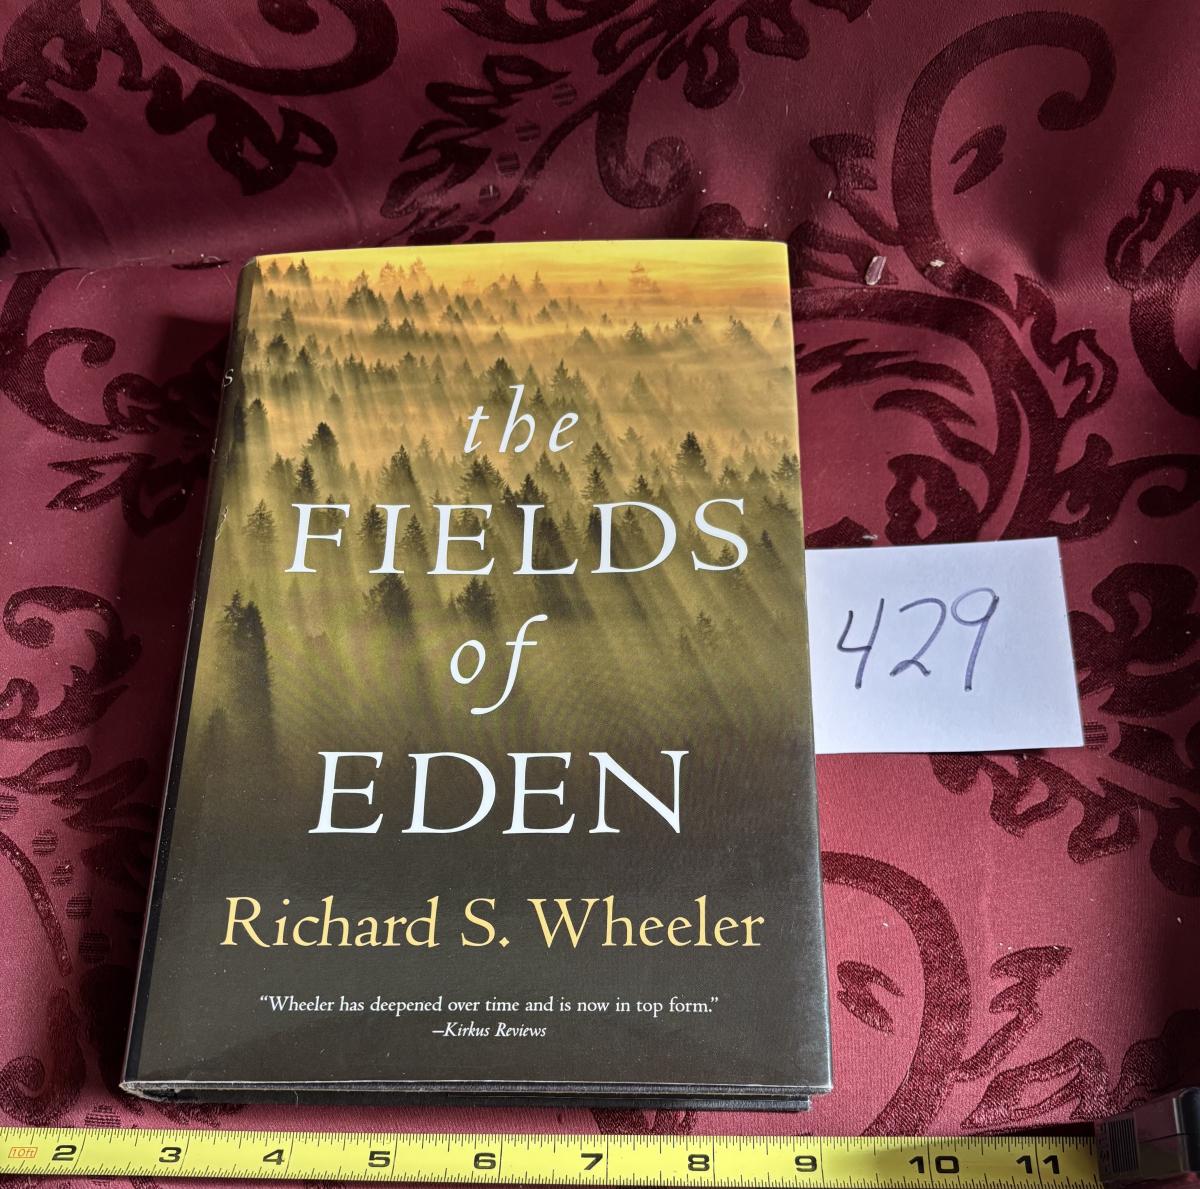 the
FIELDS
of
EDEN
Richard S. Wheeler
“Wheeler has deepened over time and is now in top form.”
—Kirkus Reviews
429
S
10ft 2 3 4 5 6 7 8 9 10 11